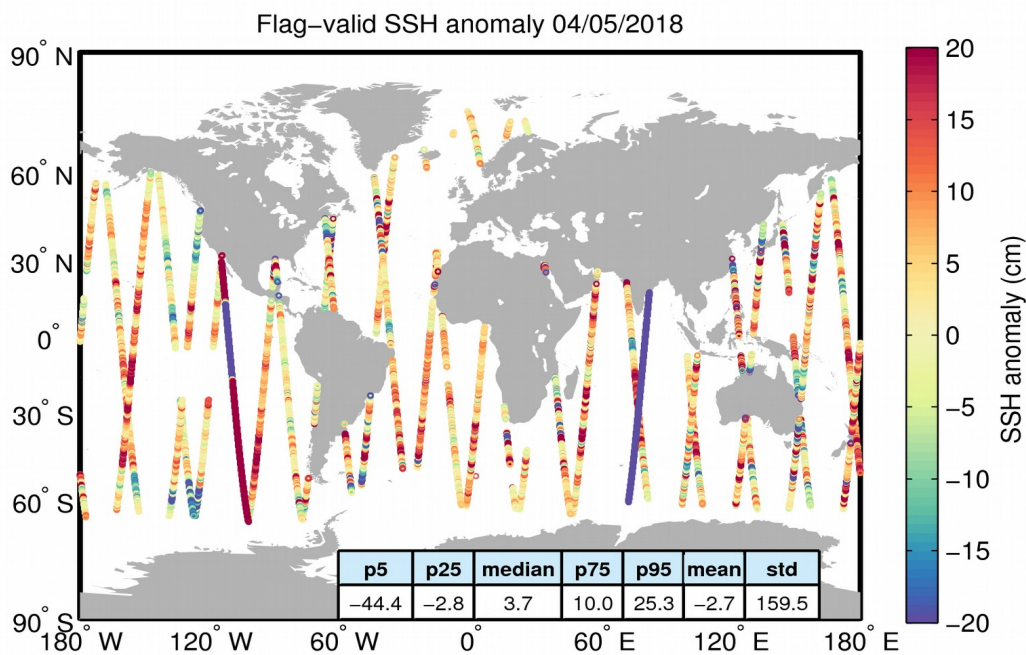 Flag−valid SSH anomaly 04/05/2018
90° N
60° N
30° N
0°
30° S
60° S
90° S
180° W
120° W
60° W
0°
60° E
120° E
180° E
p5 p25 median p75 p95 mean std
−44.4 −2.8 3.7 10.0 25.3 −2.7 159.5
20
15
10
5
0
−5
−10
−15
−20
SSH anomaly (cm)